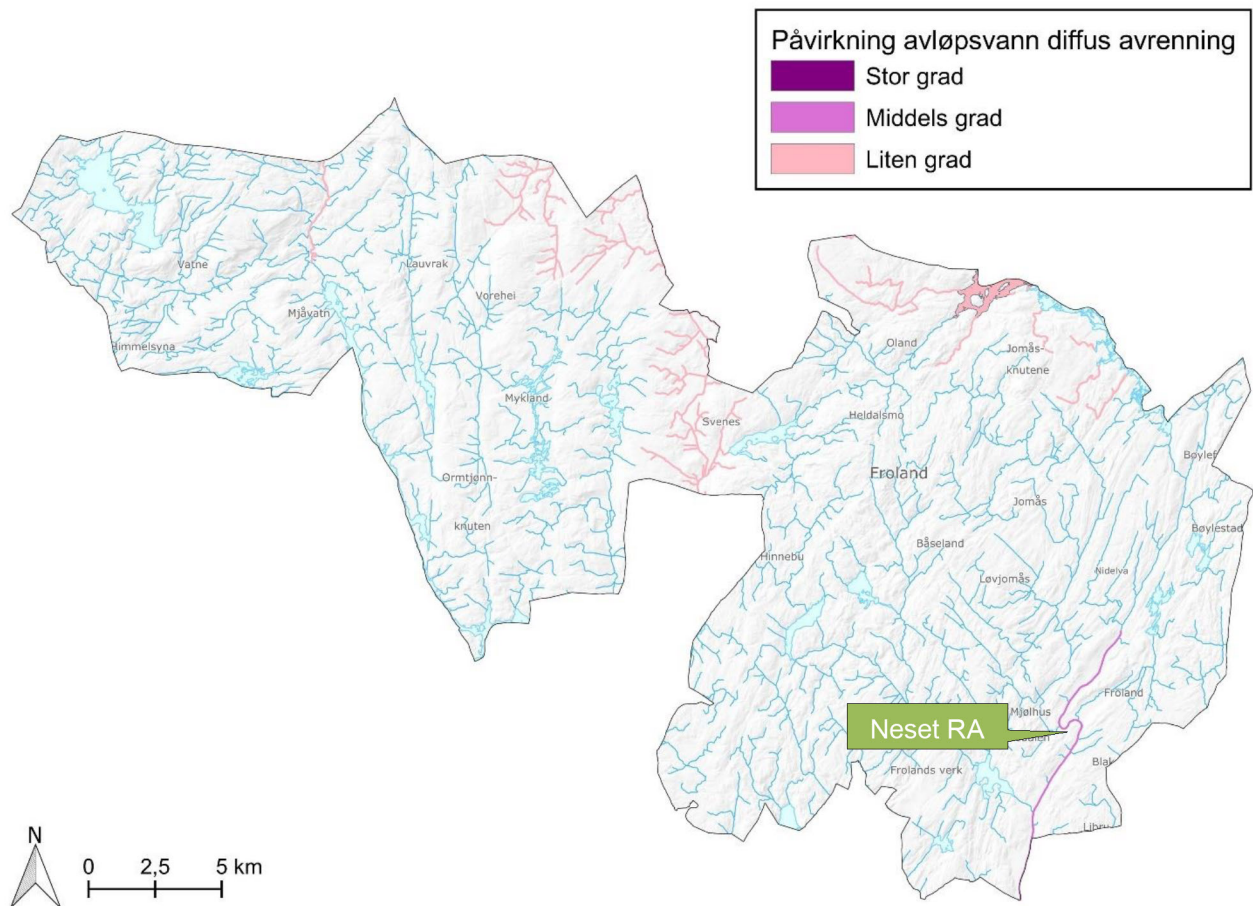 Påvirkning avløpsvann diffus avrenning
Stor grad
Middels grad
Liten grad
Vatne
Lauvrak
Vorehei
Mjåvatn
Himmelsyna
Oland
Jomås-
knutene
Mykland
Svenes
Heldalsmo
Froland
Bøylef
Ormtjønn-
knuten
Jomås
Bøylestad
Båseland
Hinnebu
Løvjomås
Nidelva
Froland
Mjølhus
Neset RA
Blak
Frolands verk
Libru
N
0 2,5 5 km